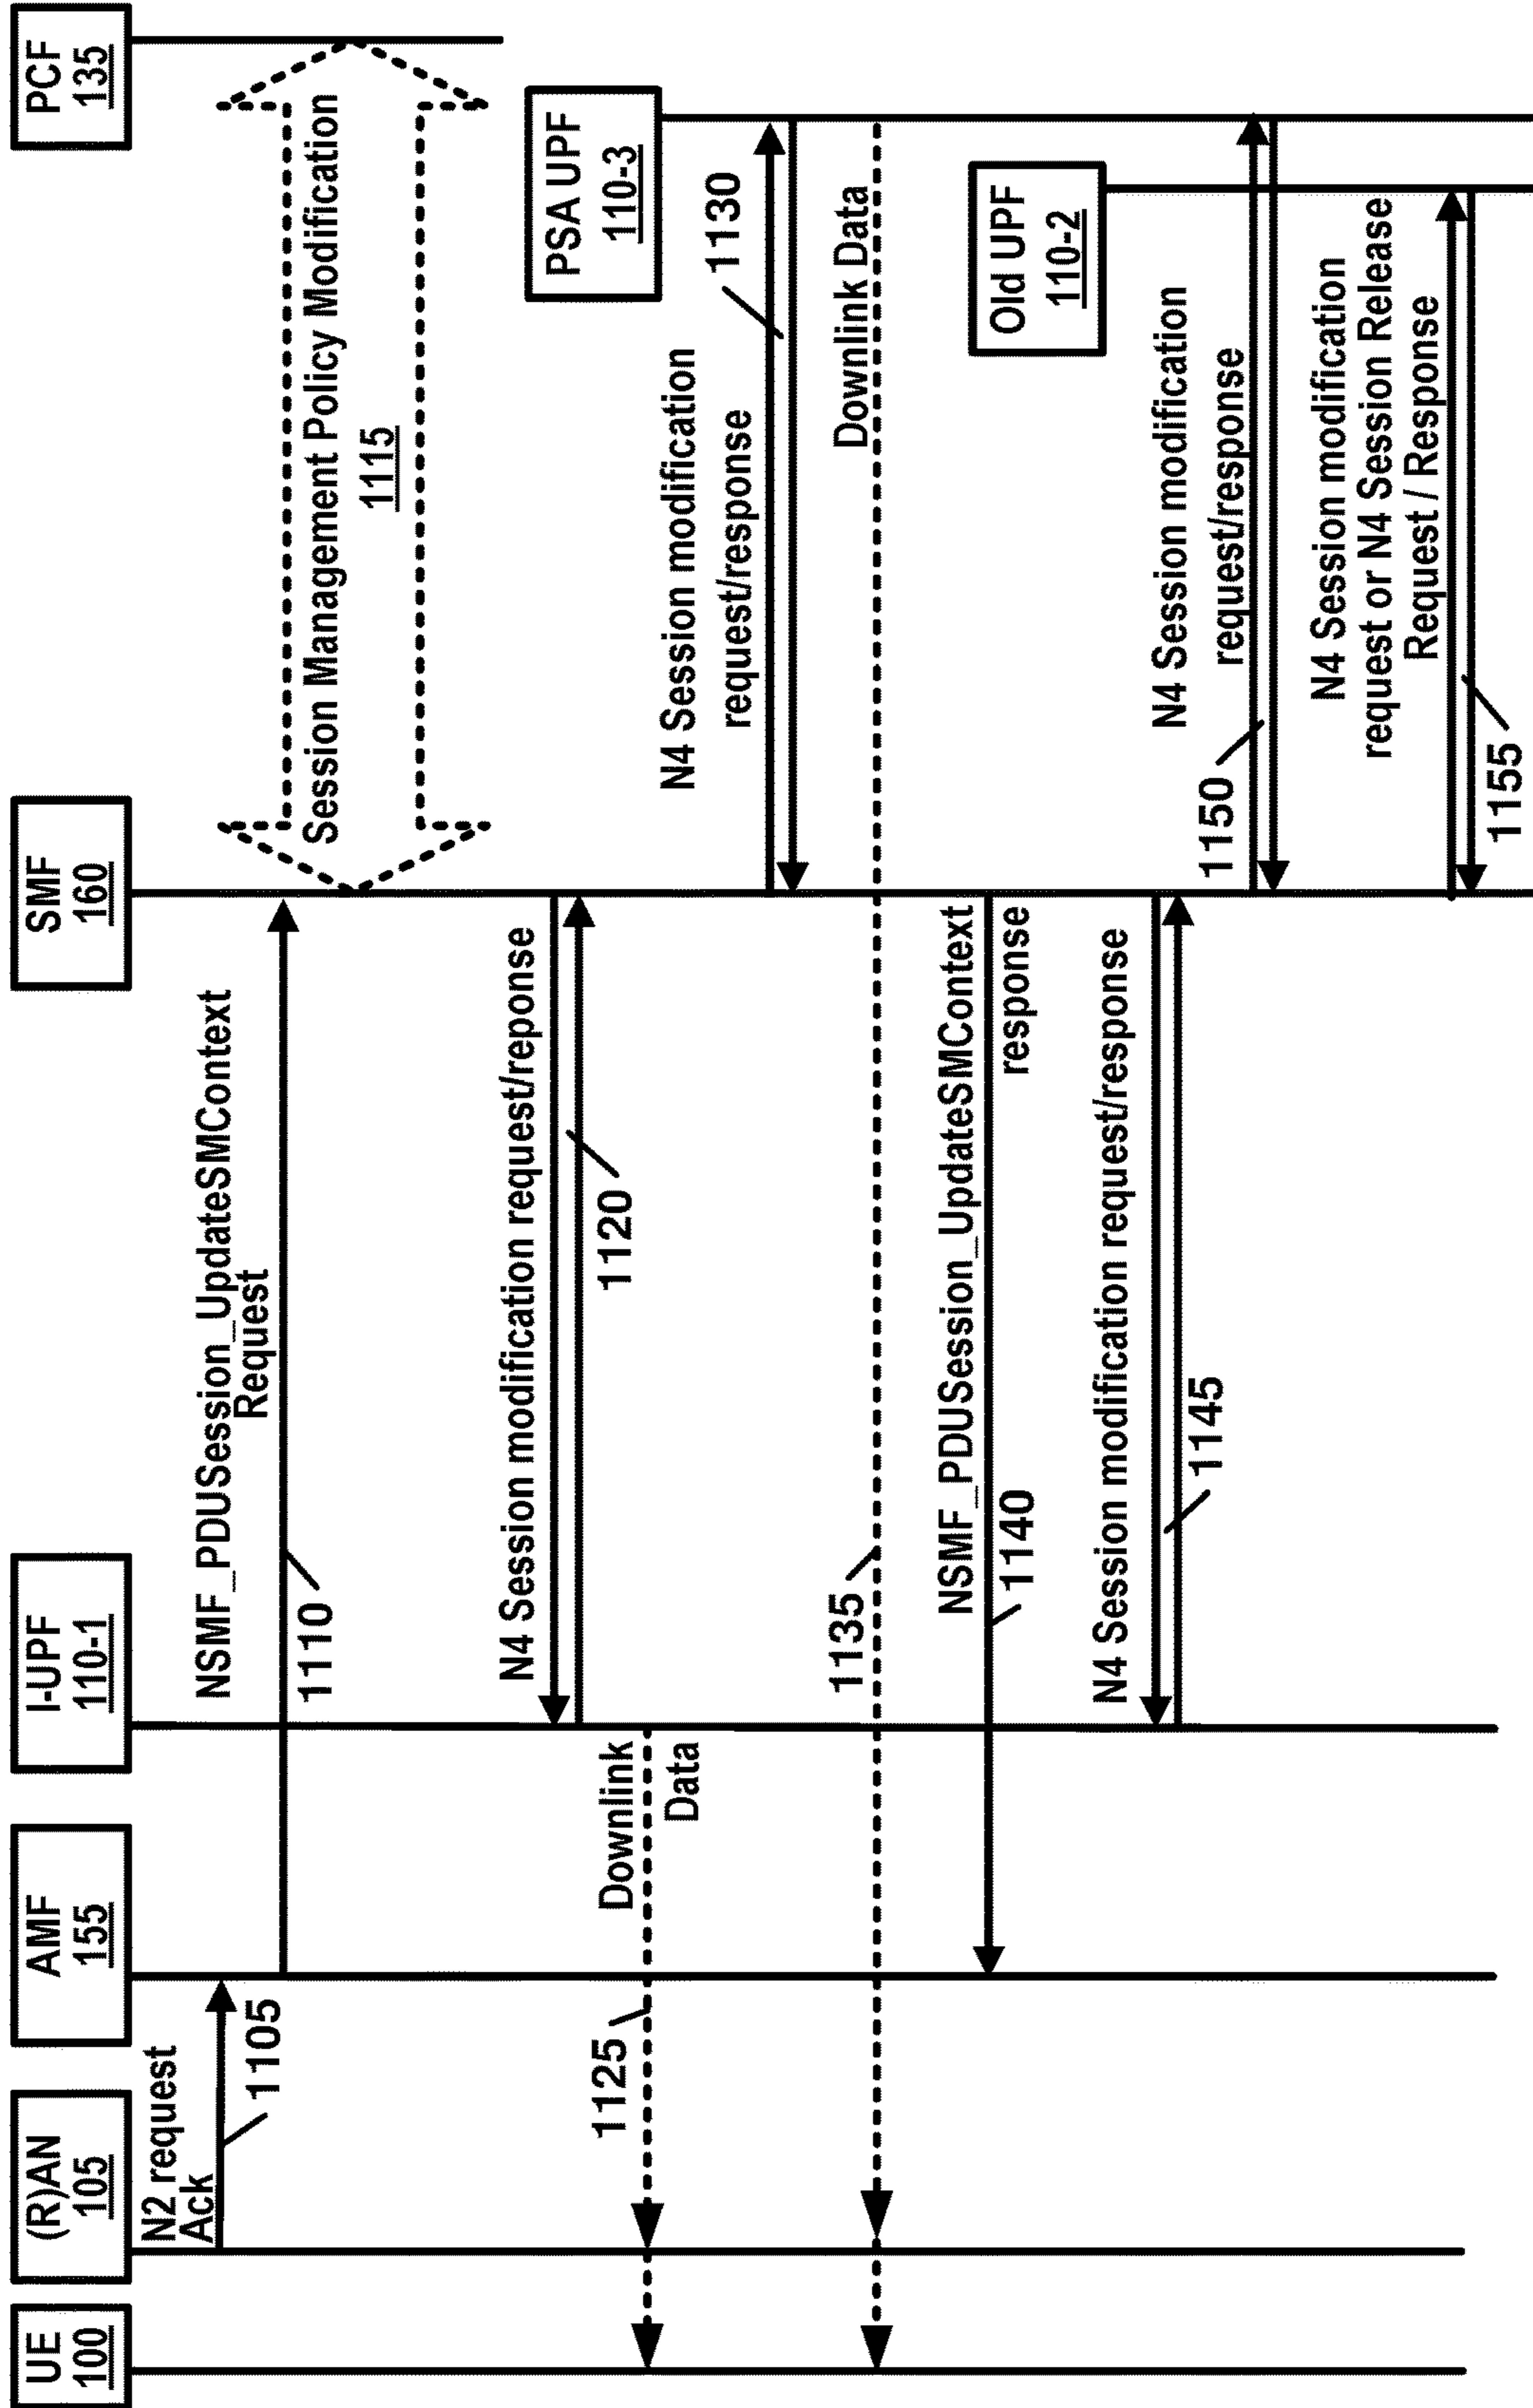 UE
100
(R)AN
105
AMF
155
I-UPF
110-1
SMF
160
PCF
135
N2 request
Ack
1105
NSMF_PDUSession_UpdateSMContext
Request
1110
Session Management Policy Modification
1115
N4 Session modification request/reponse
1120
Downlink
Data
1125
PSA UPF
110-3
N4 Session modification
request/response
1130
Downlink Data
1135
NSMF_PDUSession_UpdateSMContext
response
1140
Old UPF
110-2
N4 Session modification request/response
1145
N4 Session modification
request/response
1150
N4 Session modification
request or N4 Session Release
Request / Response
1155